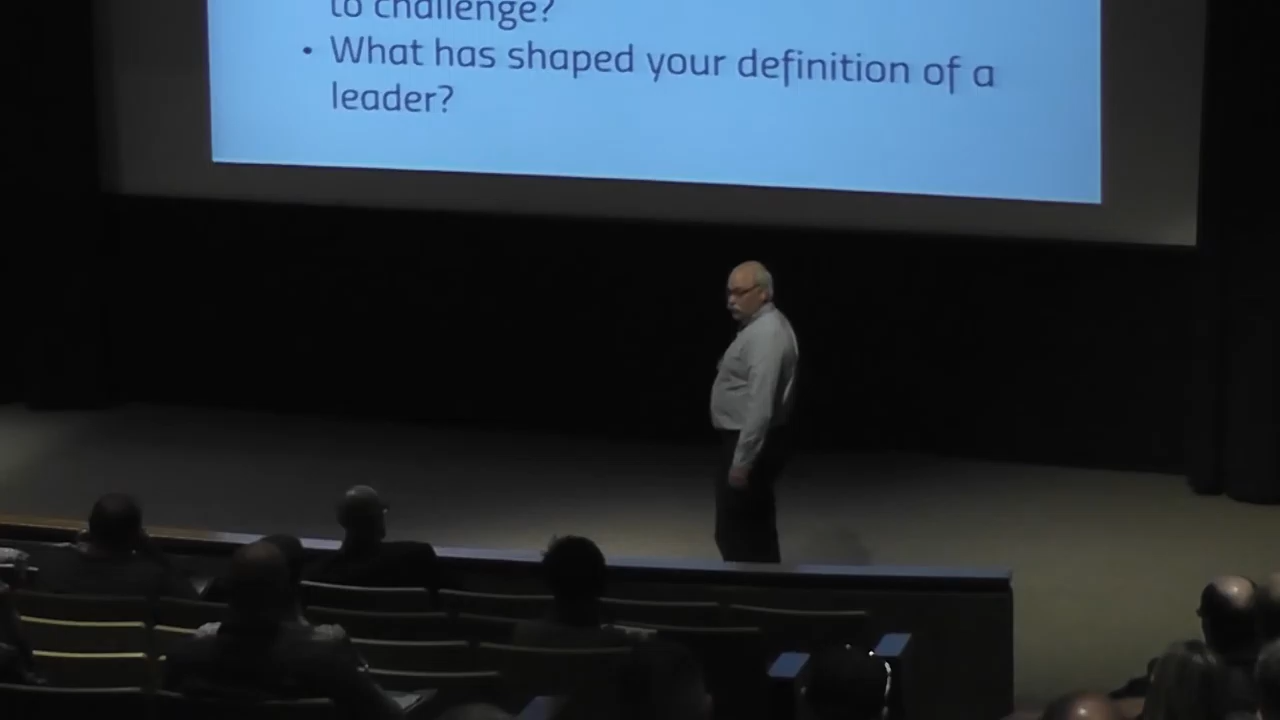 to challenge?
• What has shaped your definition of a
leader?